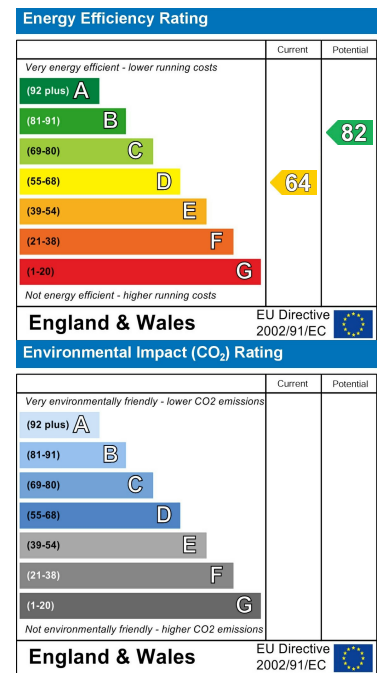 Energy Efficiency Rating
Current Potential
Very energy efficient - lower running costs
(92 plus) A
(81-91) B
82
(69-80) C
(55-68) D
64
(39-54) E
(21-38) F
(1-20) G
Not energy efficient - higher running costs
England & Wales
EU Directive
2002/91/EC
Environmental Impact (CO₂) Rating
Current Potential
Very environmentally friendly - lower CO2 emissions
(92 plus) A
(81-91) B
(69-80) C
(55-68) D
(39-54) E
(21-38) F
(1-20) G
Not environmentally friendly - higher CO2 emissions
England & Wales
EU Directive
2002/91/EC